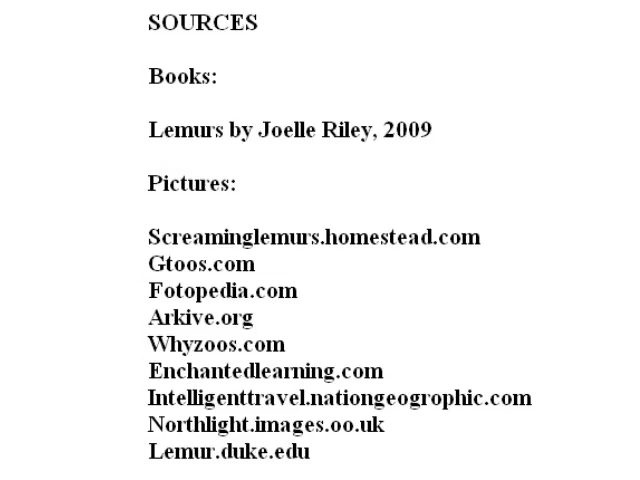 SOURCES
Books:
Lemurs by Joelle Riley, 2009
Pictures:
Screaminglemurs.homestead.com
Gtoos.com
Fotopedia.com
Arkive.org
Whyzoos.com
Enchantedlearning.com
Intelligenttravel.nationgeogrophic.com
Northlight.images.oo.uk
Lemur.duke.edu